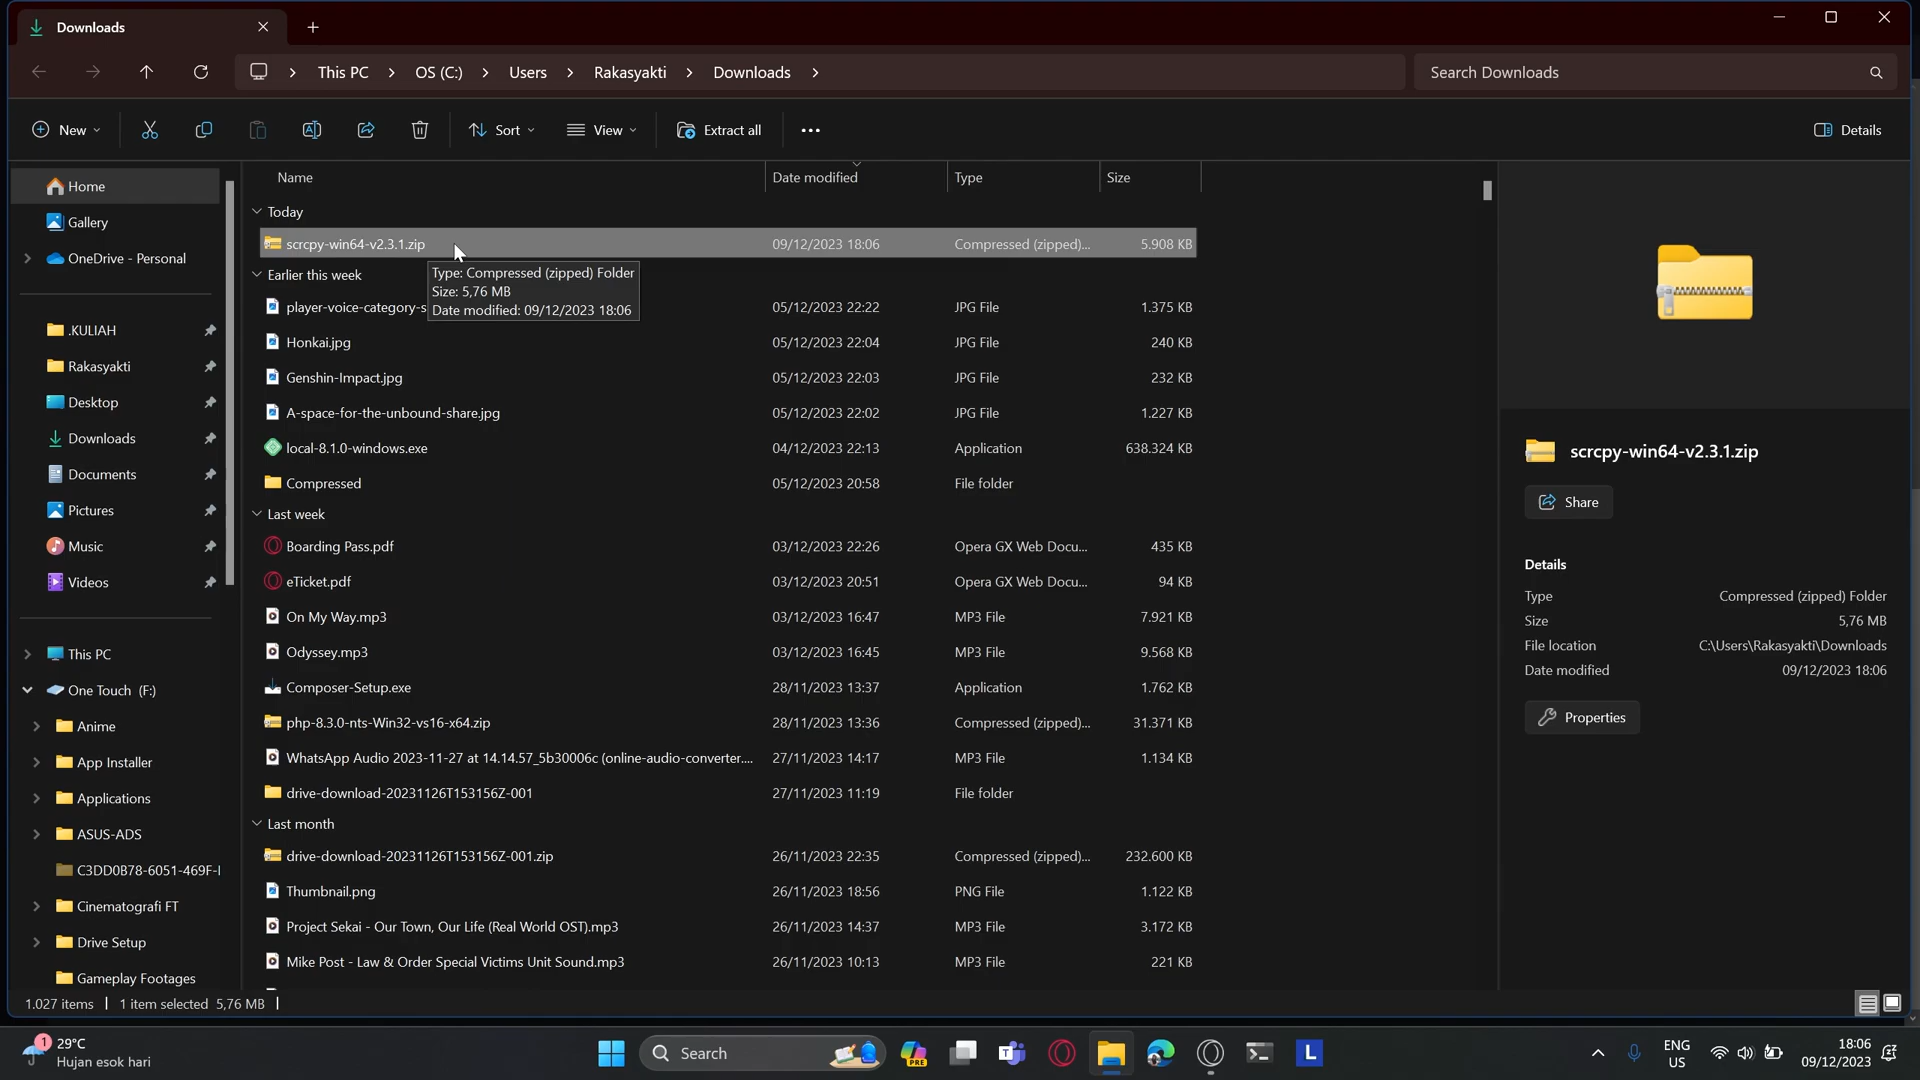 Downloads
This PC > OS (C:) > Users > Rakasyakti > Downloads >
Search Downloads
New
Sort
View
Extract all
Details
Home
Gallery
OneDrive - Personal
.KULIAH
Rakasyakti
Desktop
Downloads
Documents
Pictures
Music
Videos
This PC
One Touch (F:)
Anime
App Installer
Applications
ASUS-ADS
C3DD0B78-6051-469F-
Cinematografi FT
Drive Setup
Gameplay Footages
Name Date modified Type Size
Today
scrcpy-win64-v2.3.1.zip 09/12/2023 18:06 Compressed (zipped)... 5.908 KB
Type: Compressed (zipped) Folder
Size: 5,76 MB
Date modified: 09/12/2023 18:06
Earlier this week
player-voice-category-s 05/12/2023 22:22 JPG File 1.375 KB
Honkai.jpg 05/12/2023 22:04 JPG File 240 KB
Genshin-Impact.jpg 05/12/2023 22:03 JPG File 232 KB
A-space-for-the-unbound-share.jpg 05/12/2023 22:02 JPG File 1.227 KB
local-8.1.0-windows.exe 04/12/2023 22:13 Application 638.324 KB
Compressed 05/12/2023 20:58 File folder
Last week
Boarding Pass.pdf 03/12/2023 22:26 Opera GX Web Docu... 435 KB
eTicket.pdf 03/12/2023 20:51 Opera GX Web Docu... 94 KB
On My Way.mp3 03/12/2023 16:47 MP3 File 7.921 KB
Odyssey.mp3 03/12/2023 16:45 MP3 File 9.568 KB
Composer-Setup.exe 28/11/2023 13:37 Application 1.762 KB
php-8.3.0-nts-Win32-vs16-x64.zip 28/11/2023 13:36 Compressed (zipped)... 31.371 KB
WhatsApp Audio 2023-11-27 at 14.14.57_5b30006c (online-audio-converter.... 27/11/2023 14:17 MP3 File 1.134 KB
drive-download-20231126T153156Z-001 27/11/2023 11:19 File folder
Last month
drive-download-20231126T153156Z-001.zip 26/11/2023 22:35 Compressed (zipped)... 232.600 KB
Thumbnail.png 26/11/2023 18:56 PNG File 1.122 KB
Project Sekai - Our Town, Our Life (Real World OST).mp3 26/11/2023 14:37 MP3 File 3.172 KB
Mike Post - Law & Order Special Victims Unit Sound.mp3 26/11/2023 10:13 MP3 File 221 KB
scrcpy-win64-v2.3.1.zip
Share
Details
Type Compressed (zipped) Folder
Size 5,76 MB
File location C:\Users\Rakasyakti\Downloads
Date modified 09/12/2023 18:06
Properties
1.027 items 1 item selected 5,76 MB
1
29°C
Hujan esok hari
Search
PRE
L
ENG
US
18:06
09/12/2023